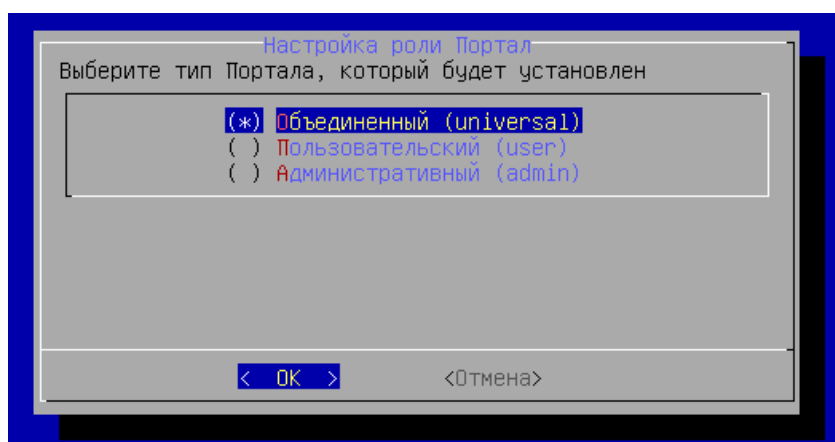 Настройка роли Портал
Выберите тип Портала, который будет установлен
(*) Объединенный (universal)
( ) Пользовательский (user)
( ) Административный (admin)
< OK > <Отмена>